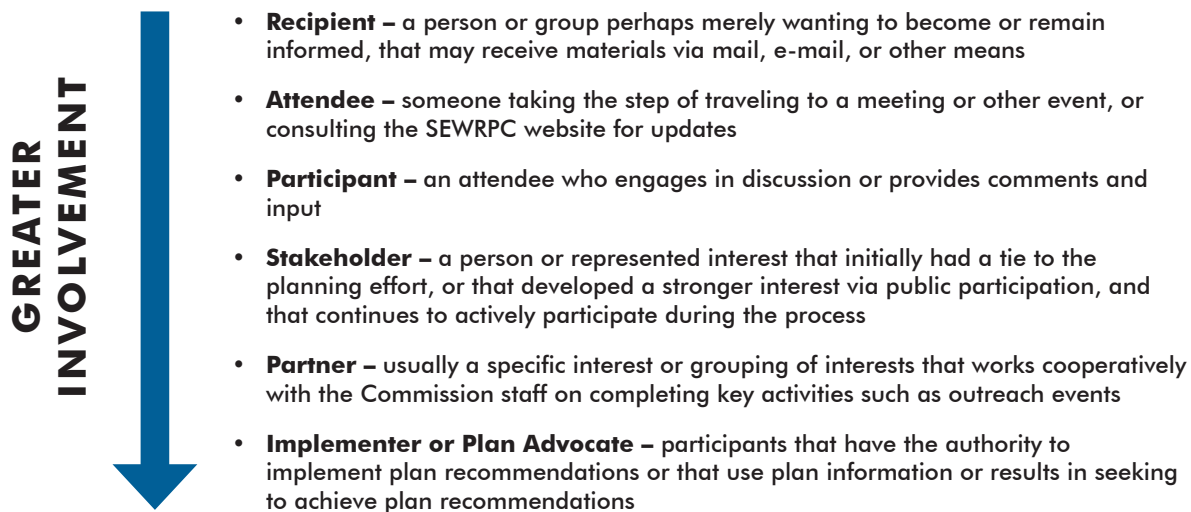 GREATER
INVOLVEMENT
• Recipient – a person or group perhaps merely wanting to become or remain
informed, that may receive materials via mail, e-mail, or other means
• Attendee – someone taking the step of traveling to a meeting or other event, or
consulting the SEWRPC website for updates
• Participant – an attendee who engages in discussion or provides comments and
input
• Stakeholder – a person or represented interest that initially had a tie to the
planning effort, or that developed a stronger interest via public participation, and
that continues to actively participate during the process
• Partner – usually a specific interest or grouping of interests that works cooperatively
with the Commission staff on completing key activities such as outreach events
• Implementer or Plan Advocate – participants that have the authority to
implement plan recommendations or that use plan information or results in seeking
to achieve plan recommendations